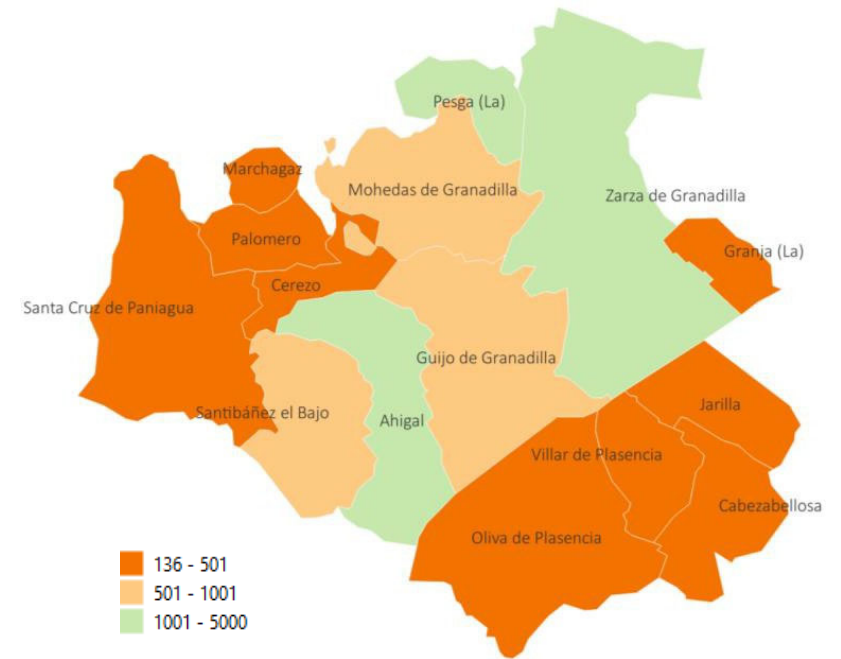 Pesga (La)
Marchagaz
Mohedas de Granadilla
Zarza de Granadilla
Palomero
Granja (La)
Cerezo
Santa Cruz de Paniagua
Guijo de Granadilla
Jarilla
Santibáñez el Bajo
Ahigal
Villar de Plasencia
Cabezabellosa
Oliva de Plasencia
136 - 501
501 - 1001
1001 - 5000